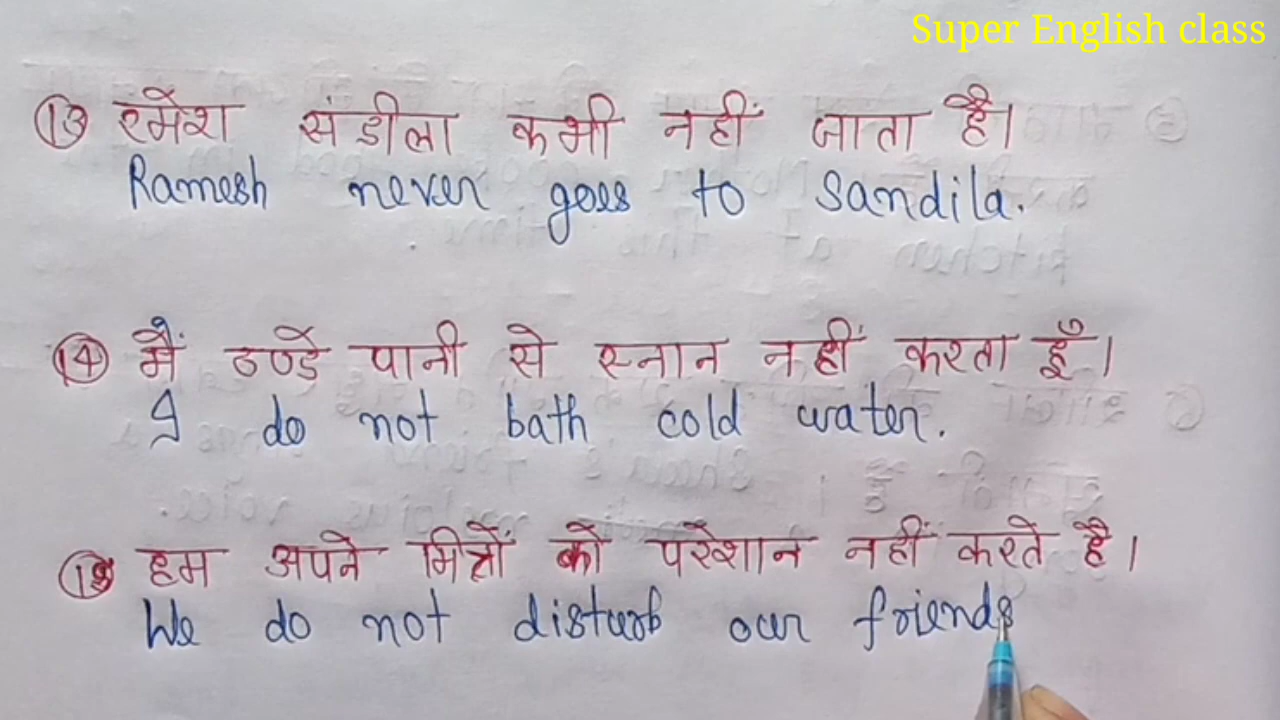 Super English class
13 रमेश संडीला कभी नहीं जाता है।
Ramesh never goes to Sandila.
14 मैं ठण्डे पानी से स्नान नहीं करता हूँ।
I do not bath cold water.
15 हम अपने मित्रों को परेशान नहीं करते है।
We do not disturb our friends